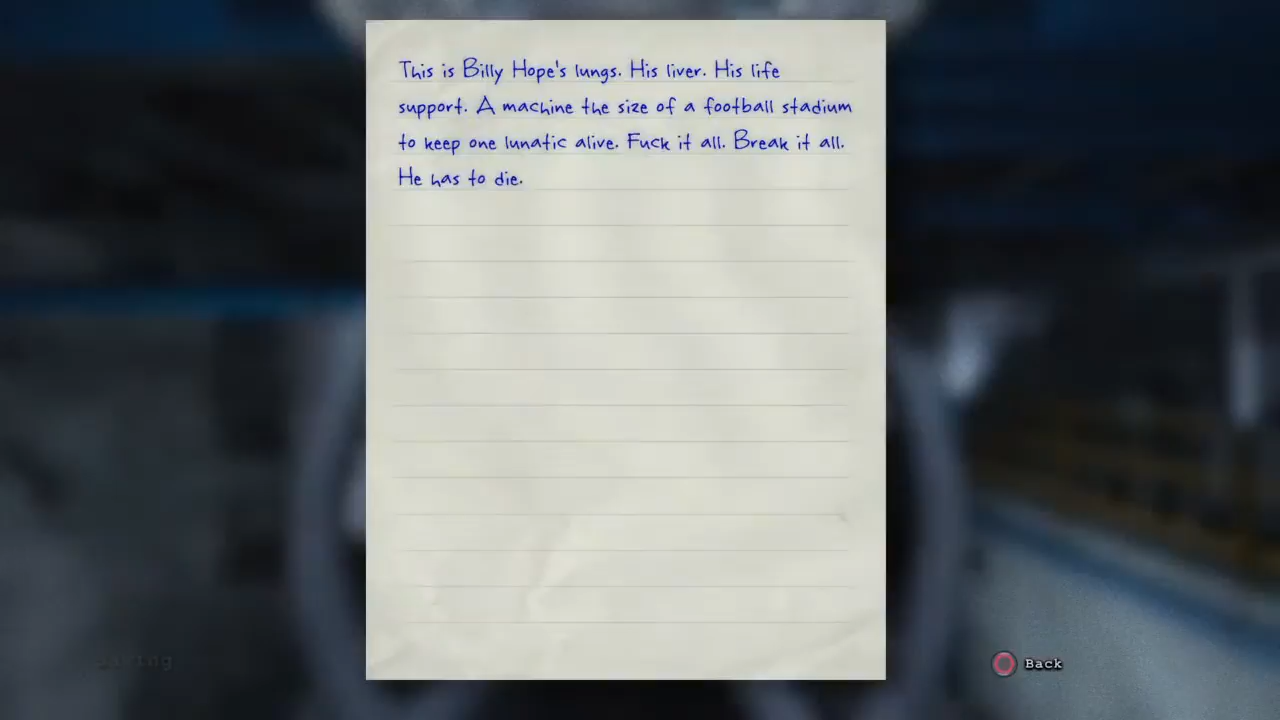 This is Billy Hope's lungs. His liver. His life
support. A machine the size of a football stadium
to keep one lunatic alive. Fuck it all. Break it all.
He has to die.
Saving
Back